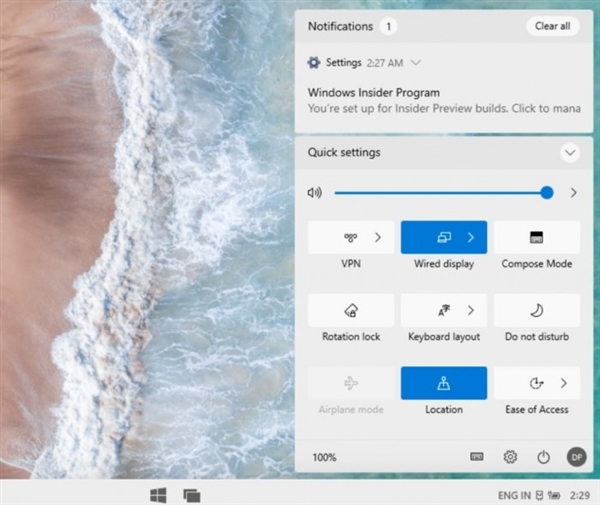 Notifications 1 Clear all
Settings 2:27 AM
Windows Insider Program
You're set up for Insider Preview builds. Click to mana
Quick settings
VPN Wired display Compose Mode
Rotation lock Keyboard layout Do not disturb
Airplane mode Location Ease of Access
100% DP
ENG IN 2:29